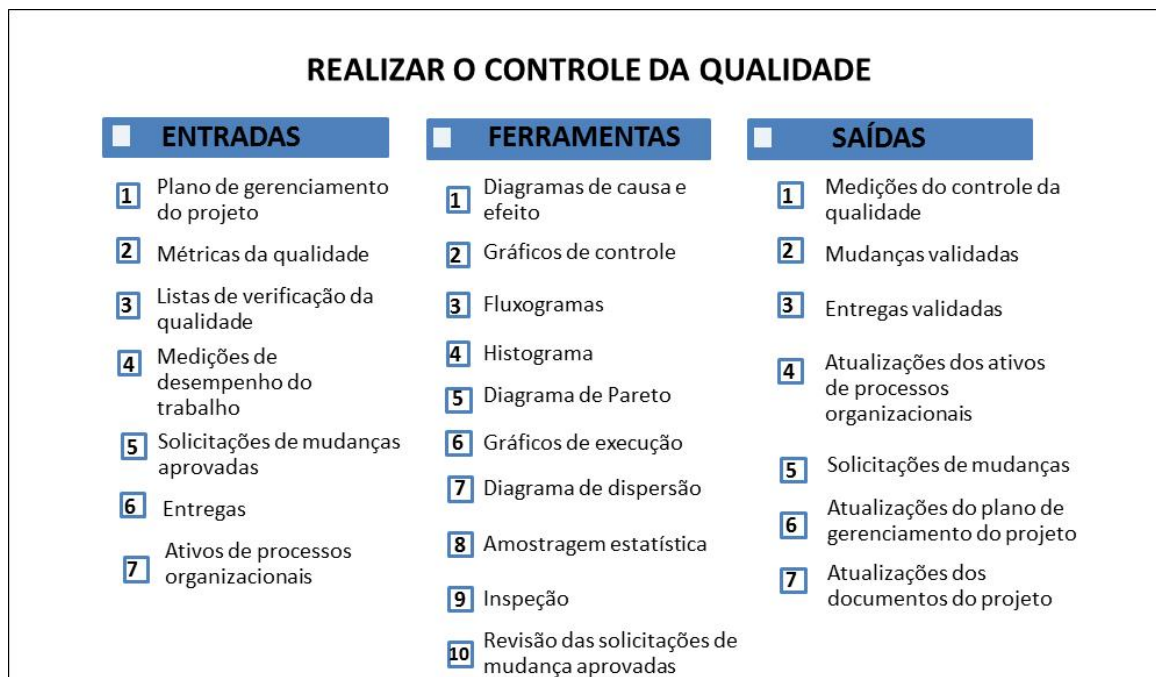 REALIZAR O CONTROLE DA QUALIDADE
ENTRADAS
1 Plano de gerenciamento
do projeto
2 Métricas da qualidade
3 Listas de verificação da
qualidade
4 Medições de
desempenho do
trabalho
5 Solicitações de mudanças
aprovadas
6 Entregas
7 Ativos de processos
organizacionais
FERRAMENTAS
1 Diagramas de causa e
efeito
2 Gráficos de controle
3 Fluxogramas
4 Histograma
5 Diagrama de Pareto
6 Gráficos de execução
7 Diagrama de dispersão
8 Amostragem estatística
9 Inspeção
10 Revisão das solicitações de
mudança aprovadas
SAÍDAS
1 Medições do controle da
qualidade
2 Mudanças validadas
3 Entregas validadas
4 Atualizações dos ativos
de processos
organizacionais
5 Solicitações de mudanças
6 Atualizações do plano de
gerenciamento do projeto
7 Atualizações dos
documentos do projeto